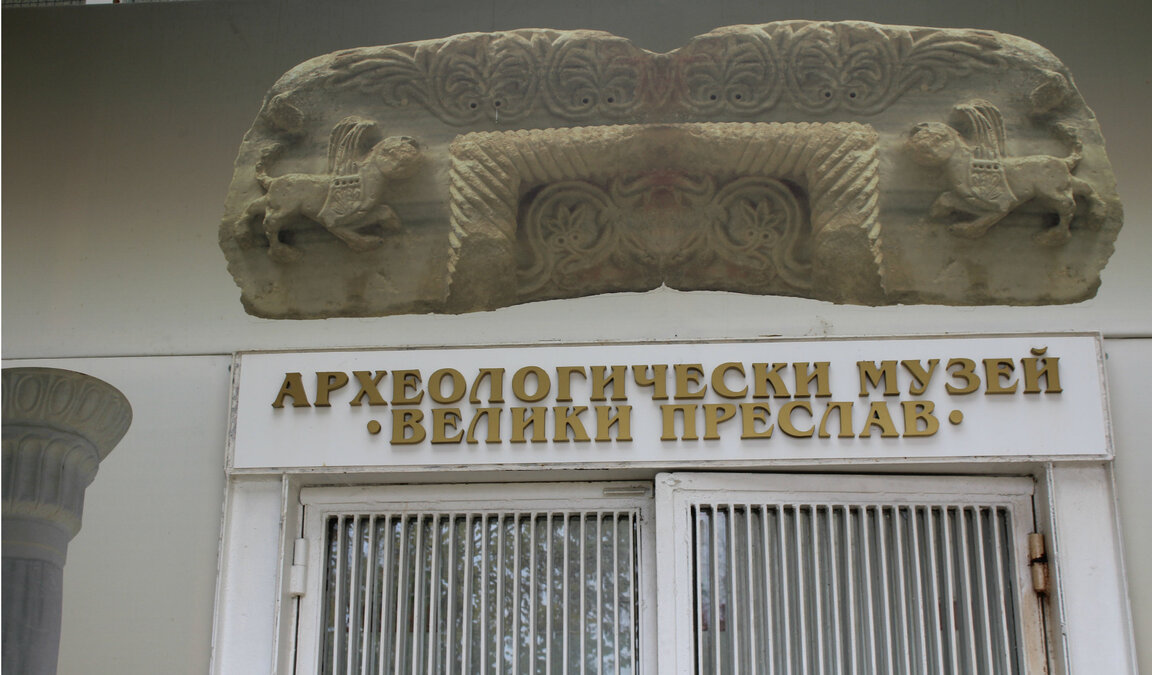 АРХЕОЛОГИЧЕСКИ МУЗЕЙ
•ВЕЛИКИ ПРЕСЛАВ•